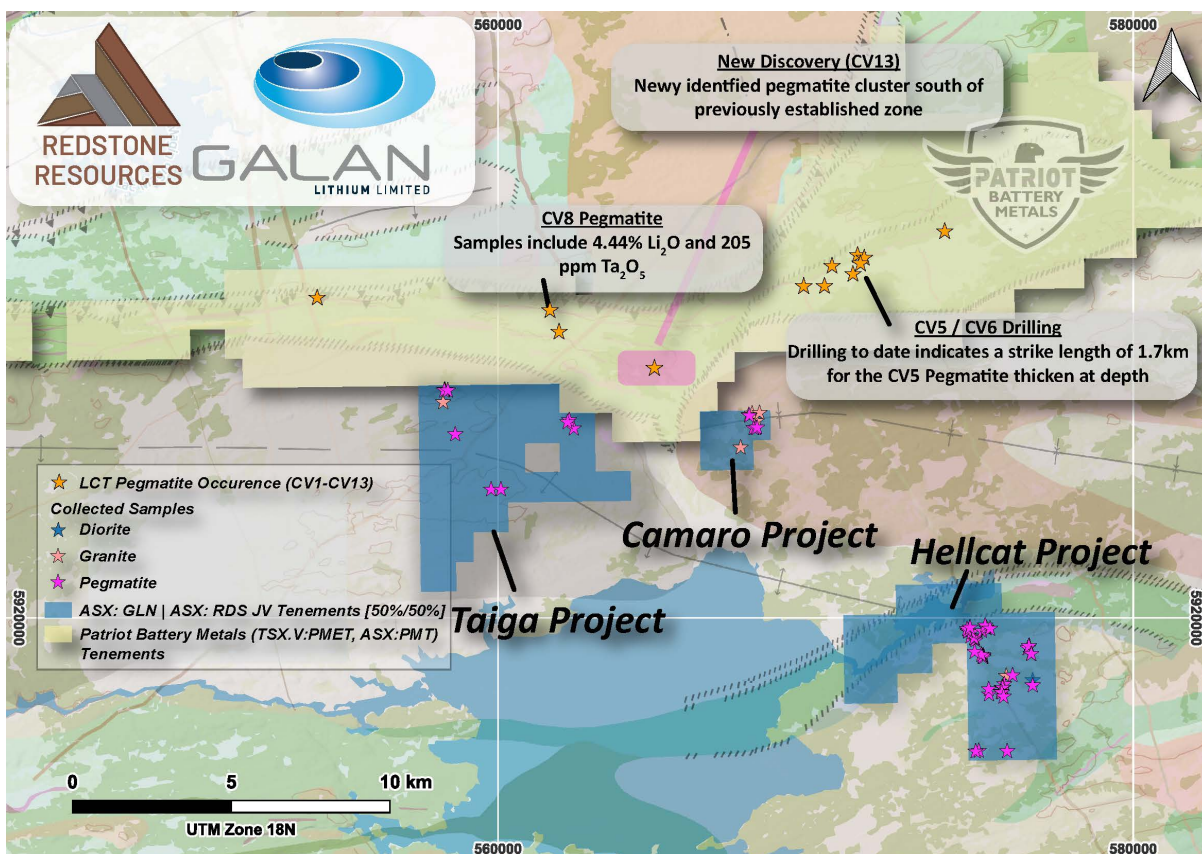 560000
580000
REDSTONE
RESOURCES
GALAN
LITHIUM LIMITED
New Discovery (CV13)
Newy identfied pegmatite cluster south of
previously established zone
PATRIOT
BATTERY
METALS
CV8 Pegmatite
Samples include 4.44% Li₂O and 205
ppm Ta₂O₅
CV5 / CV6 Drilling
Drilling to date indicates a strike length of 1.7km
for the CV5 Pegmatite thicken at depth
LCT Pegmatite Occurence (CV1-CV13)
Collected Samples
Diorite
Granite
Pegmatite
ASX: GLN | ASX: RDS JV Tenements [50%/50%]
Patriot Battery Metals (TSX.V:PMET, ASX:PMT)
Tenements
Camaro Project
Hellcat Project
Taiga Project
5920000
5920000
0 5 10 km
UTM Zone 18N
560000
580000